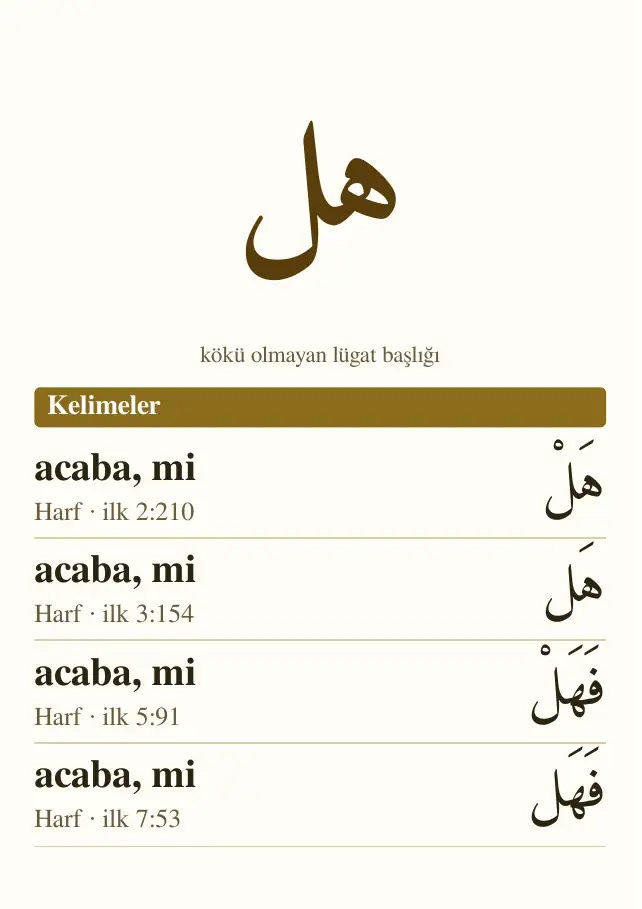 هل
kökü olmayan lügat başlığı
Kelimeler
acaba, mi هَلْ
Harf · ilk 2:210
acaba, mi هَل
Harf · ilk 3:154
acaba, mi فَهَلْ
Harf · ilk 5:91
acaba, mi فَهَل
Harf · ilk 7:53